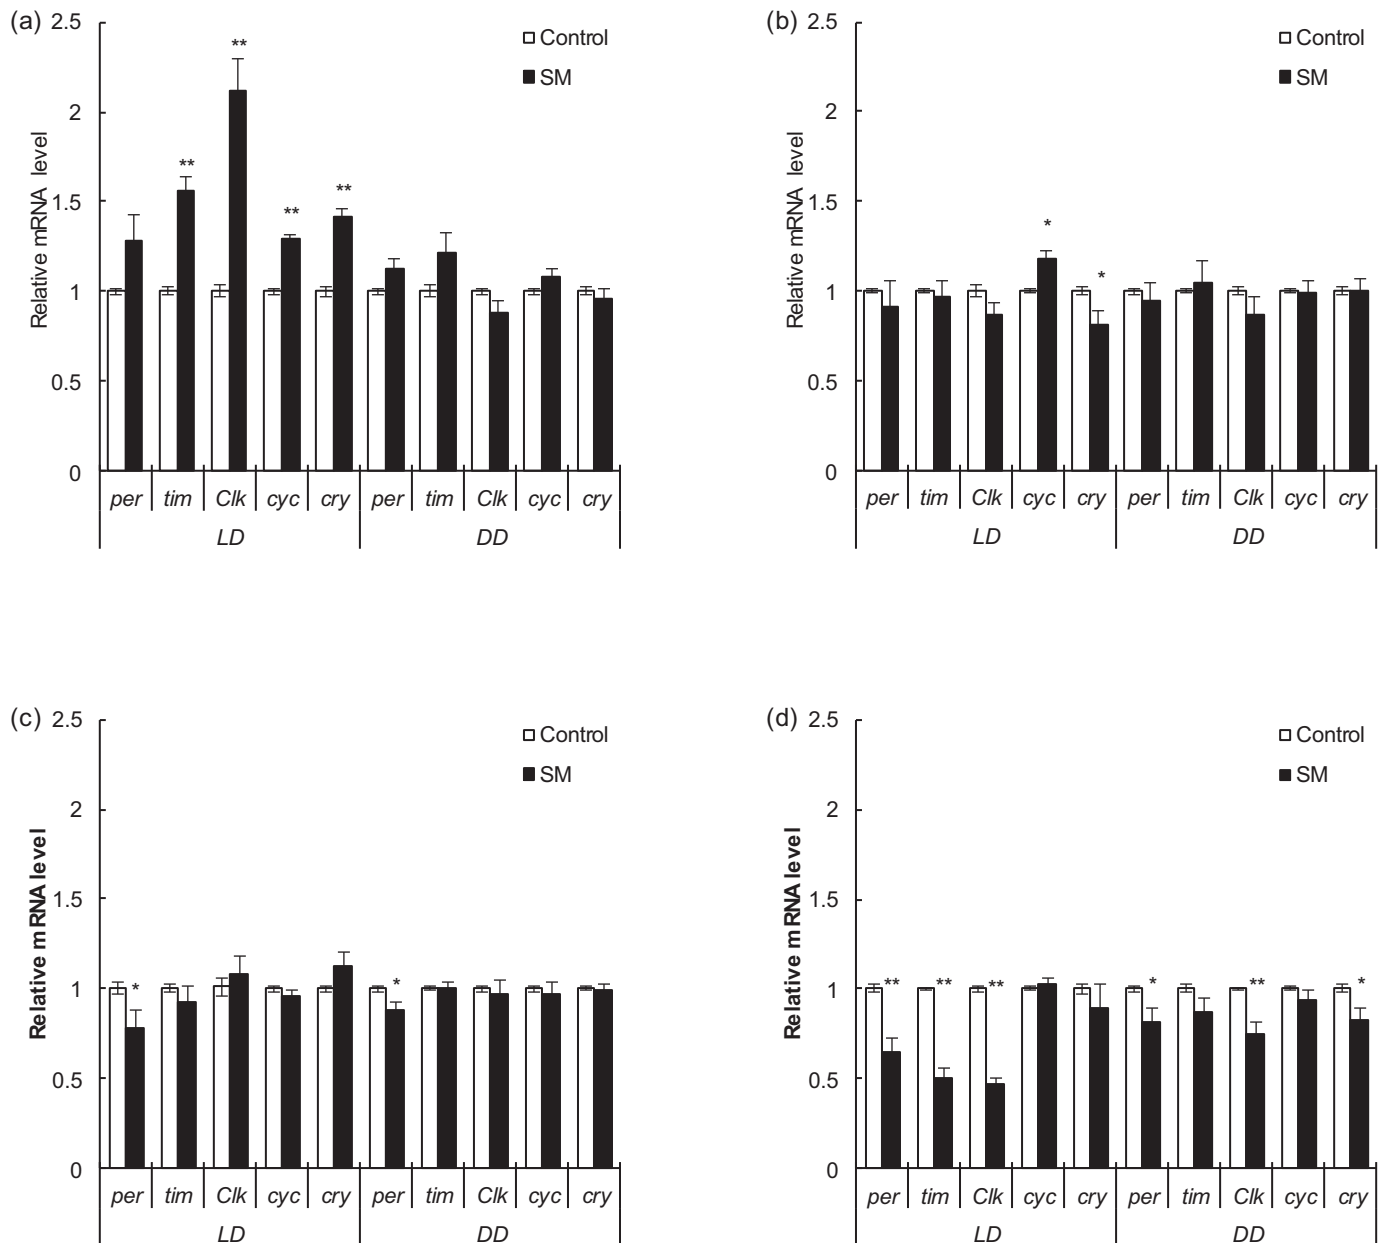 (a)
2.5
2
1.5
1
0.5
0
Relative mRNA level
Control
SM
**
**
**
**
per tim Clk cyc cry per tim Clk cyc cry
LD DD
(b)
2.5
2
1.5
1
0.5
0
Relative mRNA level
Control
SM
*
*
per tim Clk cyc cry per tim Clk cyc cry
LD DD
(c)
2.5
2
1.5
1
0.5
0
Relative mRNA level
Control
SM
* *
per tim Clk cyc cry per tim Clk cyc cry
LD DD
(d)
2.5
2
1.5
1
0.5
0
Relative mRNA level
Control
SM
** ** ** * ** *
per tim Clk cyc cry per tim Clk cyc cry
LD DD